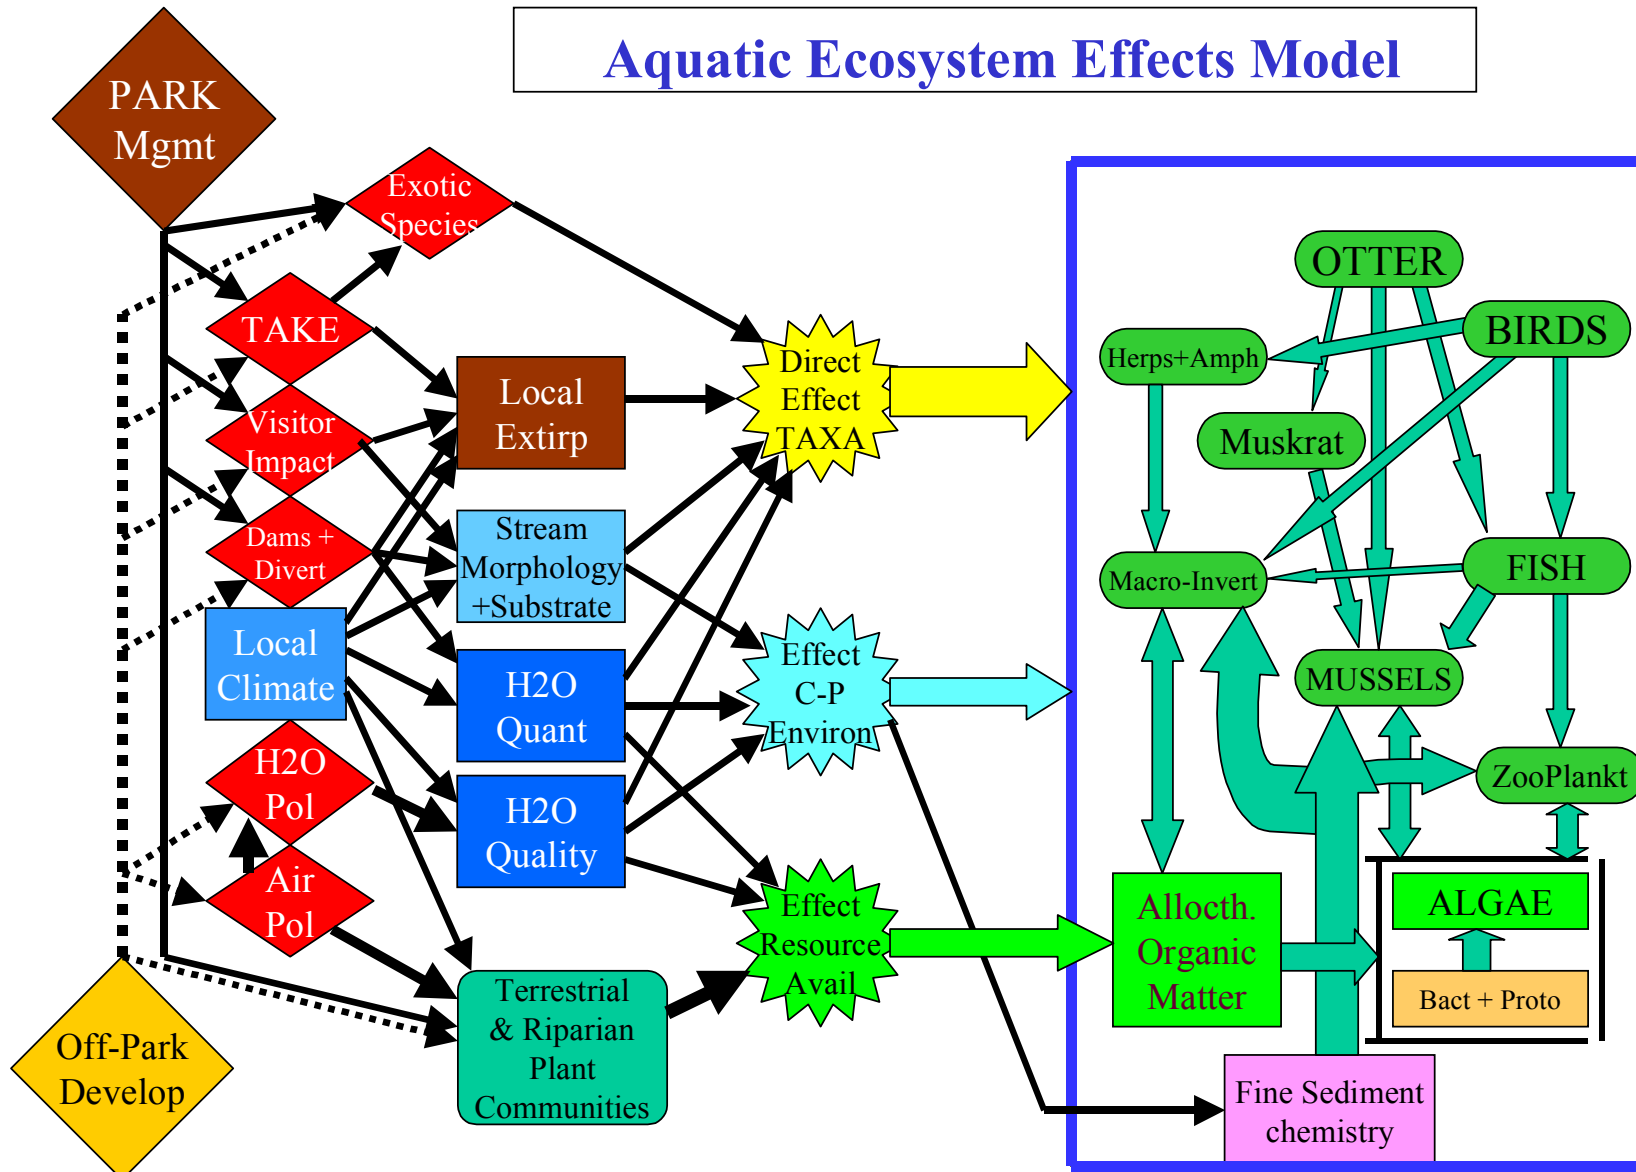 Aquatic Ecosystem Effects Model
PARK
Mgmt
Exotic
Species
TAKE
Visitor
Impact
Dams +
Divert
Local
Climate
H2O
Pol
Air
Pol
Off-Park
Develop
Local
Extirp
Stream
Morphology
+Substrate
H2O
Quant
H2O
Quality
Terrestrial
& Riparian
Plant
Communities
Direct
Effect
TAXA
Effect
C-P
Environ
Effect
Resource
Avail
OTTER
BIRDS
Herps+Amph
Muskrat
Macro-Invert
FISH
MUSSELS
ZooPlankt
Allocth.
Organic
Matter
ALGAE
Bact + Proto
Fine Sediment
chemistry